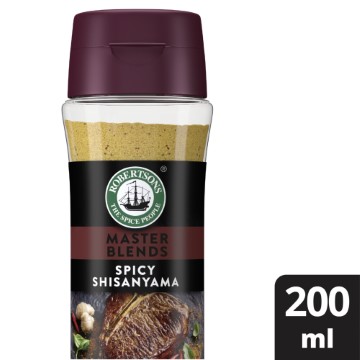 ROBERTSONS
THE SPICE PEOPLE
MASTER
BLENDS
SPICY
SHISANYAMA
200
ml